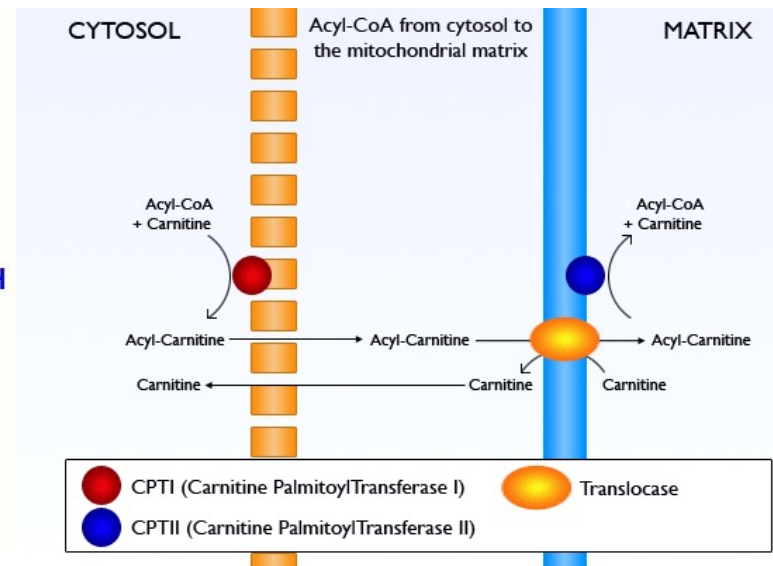 CYTOSOL
Acyl-CoA from cytosol to
the mitochondrial matrix
MATRIX
Acyl-CoA
+ Carnitine
Acyl-CoA
+ Carnitine
Acyl-Carnitine
Acyl-Carnitine
Acyl-Carnitine
Carnitine
Carnitine
Carnitine
CPTI (Carnitine PalmitoylTransferase I)
Translocase
CPTII (Carnitine PalmitoylTransferase II)